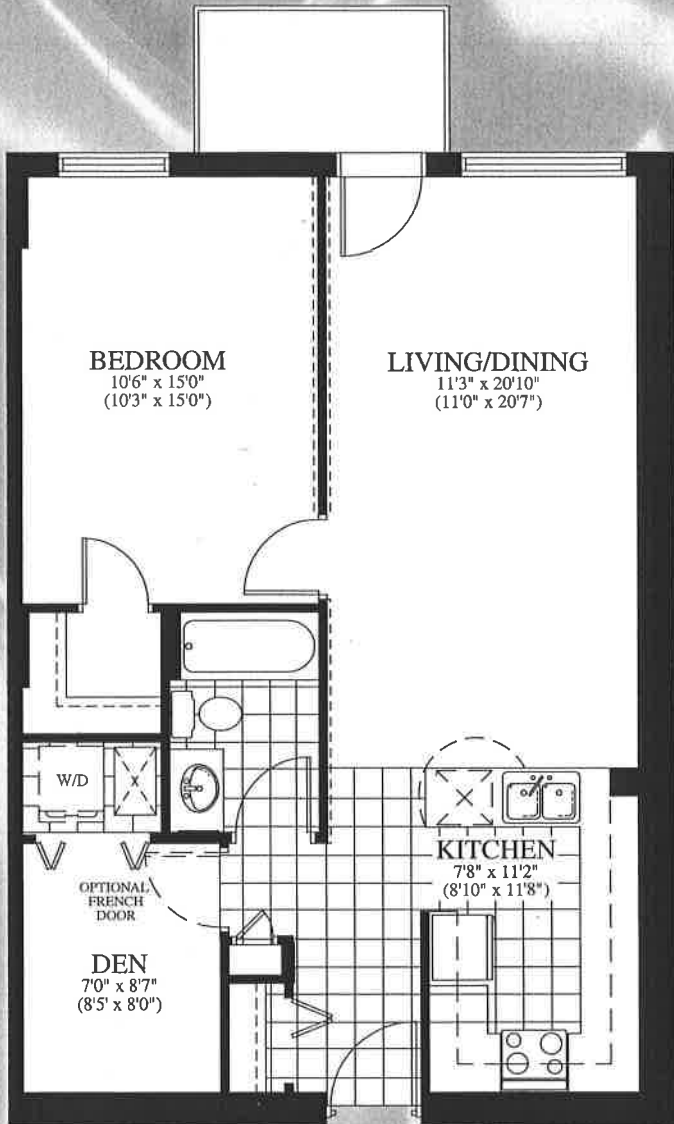 BEDROOM
10'6" x 15'0"
(10'3" x 15'0")
LIVING/DINING
11'3" x 20'10"
(11'0" x 20'7")
W/D
X
X
KITCHEN
7'8" x 11'2"
(8'10" x 11'8")
OPTIONAL
FRENCH
DOOR
DEN
7'0" x 8'7"
(8'5' x 8'0")